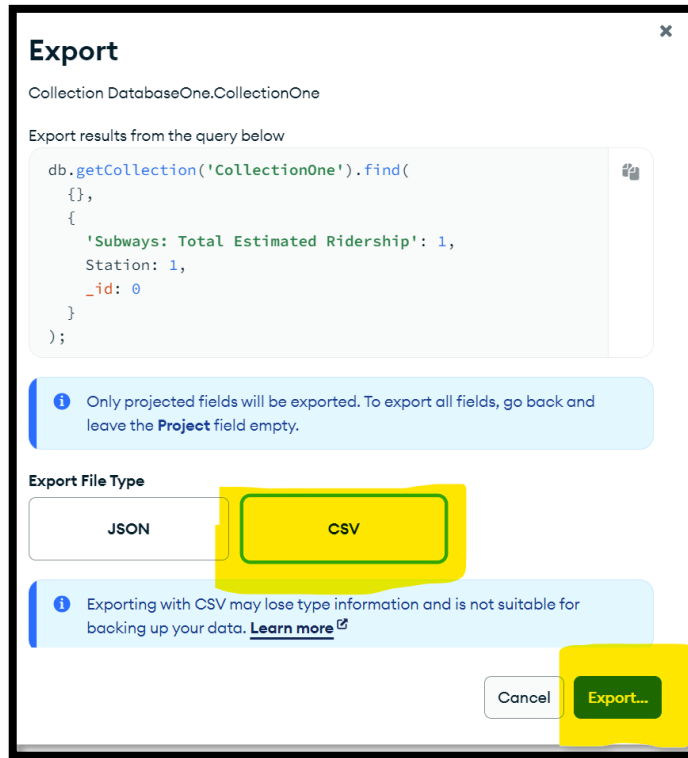 Export
Collection DatabaseOne.CollectionOne
Export results from the query below
db.getCollection('CollectionOne').find(
  {},
  {
    'Subways: Total Estimated Ridership': 1,
    Station: 1,
    _id: 0
  }
);
Only projected fields will be exported. To export all fields, go back and
leave the Project field empty.
Export File Type
JSON
CSV
Exporting with CSV may lose type information and is not suitable for
backing up your data. Learn more
Cancel
Export...